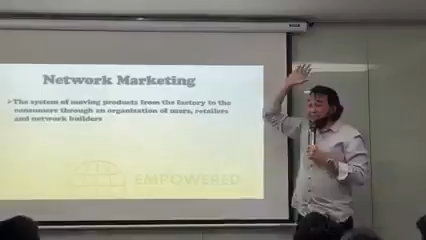 Network Marketing
➤The system of moving products from the factory to the
consumers through an organization of users, retailers
and network builders
EMPOWERED